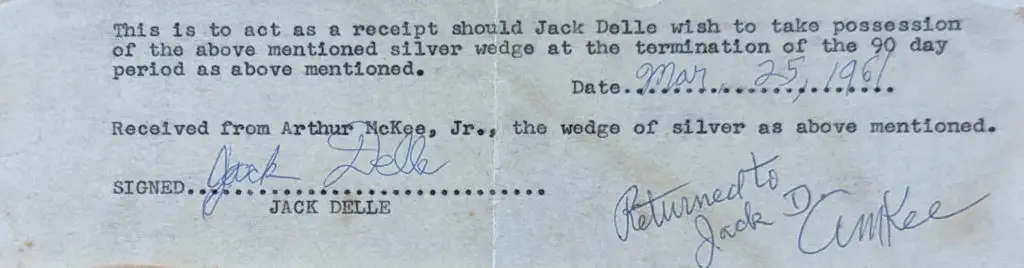 This is to act as a receipt should Jack Delle wish to take possession
of the above mentioned silver wedge at the termination of the 90 day
period as above mentioned.
Date..Mar. 25, 1961
Received from Arthur McKee, Jr., the wedge of silver as above mentioned.
SIGNED..Jack Delle
JACK DELLE
Returned to
Jack D.
AMKee